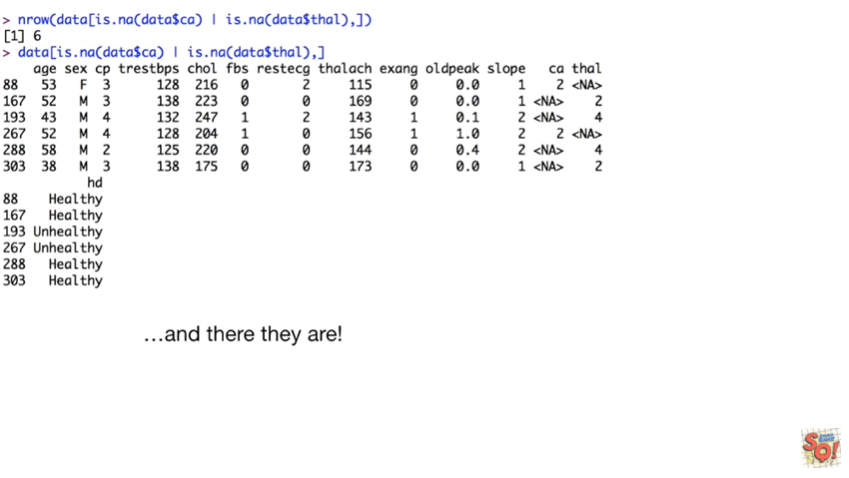 > nrow(data[is.na(data$ca) | is.na(data$thal),])
[1] 6
> data[is.na(data$ca) | is.na(data$thal),]
    age sex cp trestbps chol fbs restecg thalach exang oldpeak slope   ca thal
88   53   F  3      128  216   0       2     115     0     0.0     1    2 <NA>
167  52   M  3      138  223   0       0     169     0     0.0     1 <NA>    2
193  43   M  4      132  247   1       2     143     1     0.1     2 <NA>    4
267  52   M  4      128  204   1       0     156     1     1.0     2    2 <NA>
288  58   M  2      125  220   0       0     144     0     0.4     2 <NA>    4
303  38   M  3      138  175   0       0     173     0     0.0     1 <NA>    2
           hd
88    Healthy
167   Healthy
193 Unhealthy
267 Unhealthy
288   Healthy
303   Healthy
…and there they are!
SQ!